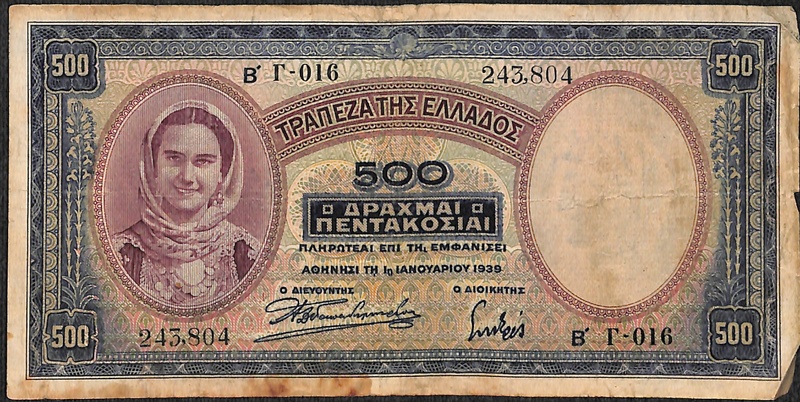 500 500
Β΄ Γ-016 243,804
ΤΡΑΠΕΖΑ ΤΗΣ ΕΛΛΑΔΟΣ
500
ΔΡΑΧΜΑΙ
ΠΕΝΤΑΚΟΣΙΑΙ
ΠΛΗΡΩΤΕΑΙ ΕΠΙ ΤΗι ΕΜΦΑΝΙΣΕΙ
ΑΘΗΝΗΣΙ ΤΗ 1η ΙΑΝΟΥΑΡΙΟΥ 1939
Ο ΔΙΕΥΘΥΝΤΗΣ Ο ΔΙΟΙΚΗΤΗΣ
500 243,804 Β΄ Γ-016 500